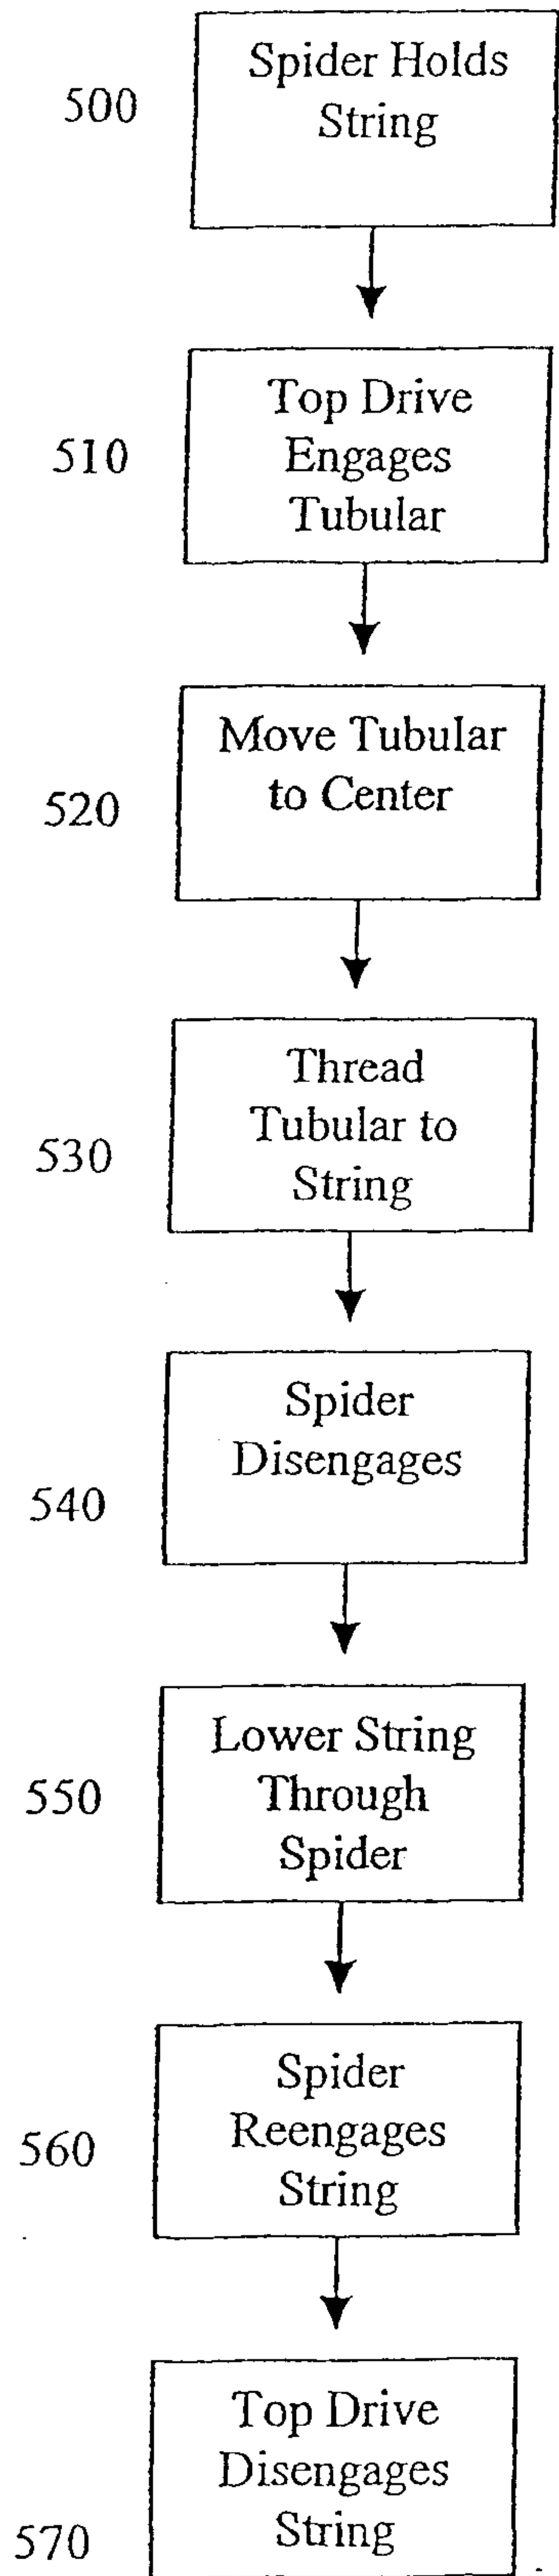 500
Spider Holds
String
510
Top Drive
Engages
Tubular
520
Move Tubular
to Center
530
Thread
Tubular to
String
540
Spider
Disengages
550
Lower String
Through
Spider
560
Spider
Reengages
String
570
Top Drive
Disengages
String